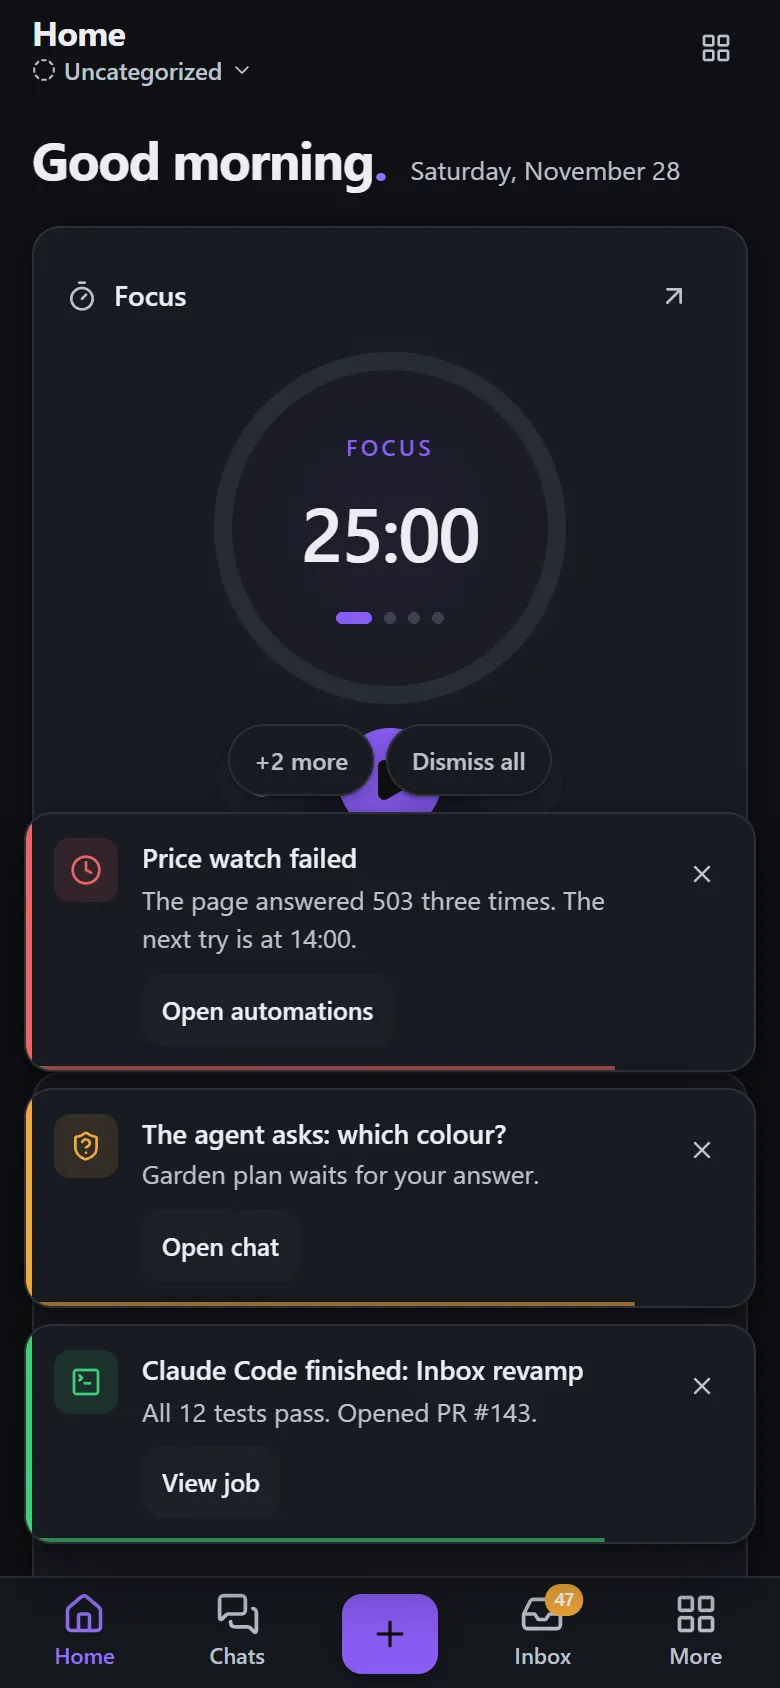 Home
Uncategorized
Good morning. Saturday, November 28
Focus
FOCUS
25:00
+2 more
Dismiss all
Price watch failed
The page answered 503 three times. The
next try is at 14:00.
Open automations
The agent asks: which colour?
Garden plan waits for your answer.
Open chat
Claude Code finished: Inbox revamp
All 12 tests pass. Opened PR #143.
View job
47
Home
Chats
Inbox
More